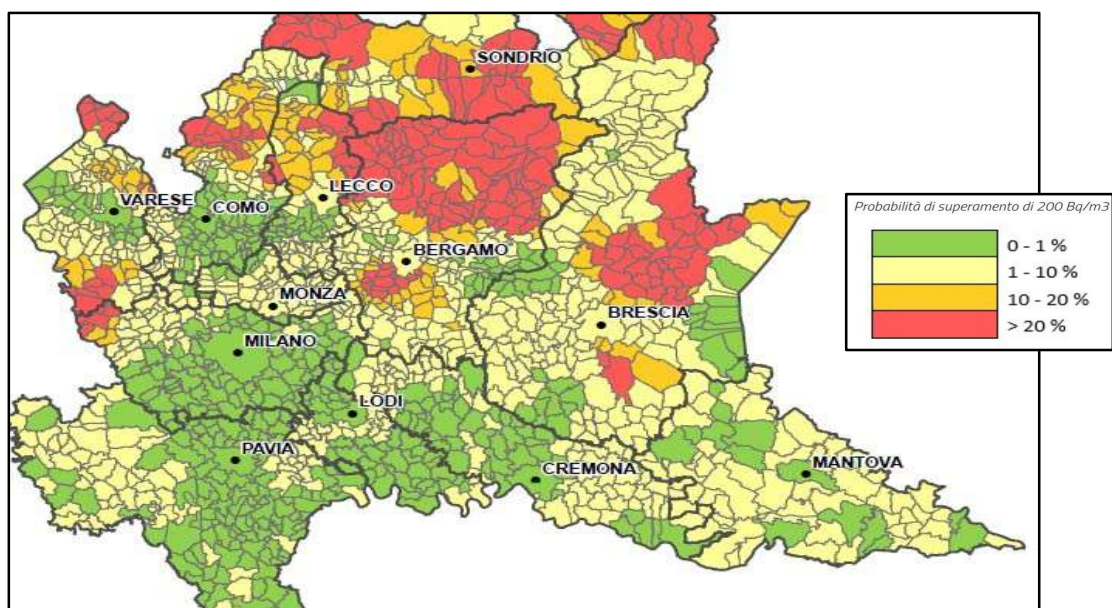 SONDRIO
LECCO
VARESE
COMO
BERGAMO
MONZA
BRESCIA
MILANO
LODI
PAVIA
CREMONA
MANTOVA
Probabilità di superamento di 200 Bq/m3
0 - 1 %
1 - 10 %
10 - 20 %
> 20 %